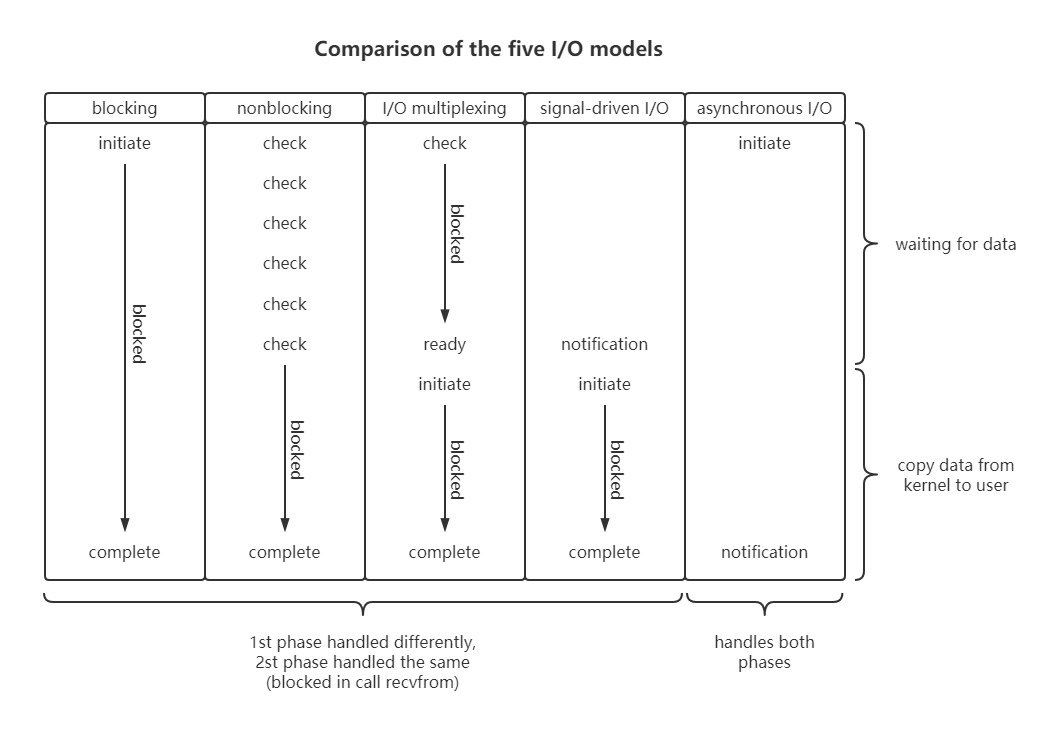 Comparison of the five I/O models
blocking nonblocking I/O multiplexing signal-driven I/O asynchronous I/O
initiate check check initiate
check
check
check
check
check ready notification
initiate initiate
blocked
blocked
blocked
blocked
blocked
complete complete complete complete notification
waiting for data
copy data from
kernel to user
1st phase handled differently,
2st phase handled the same
(blocked in call recvfrom)
handles both
phases